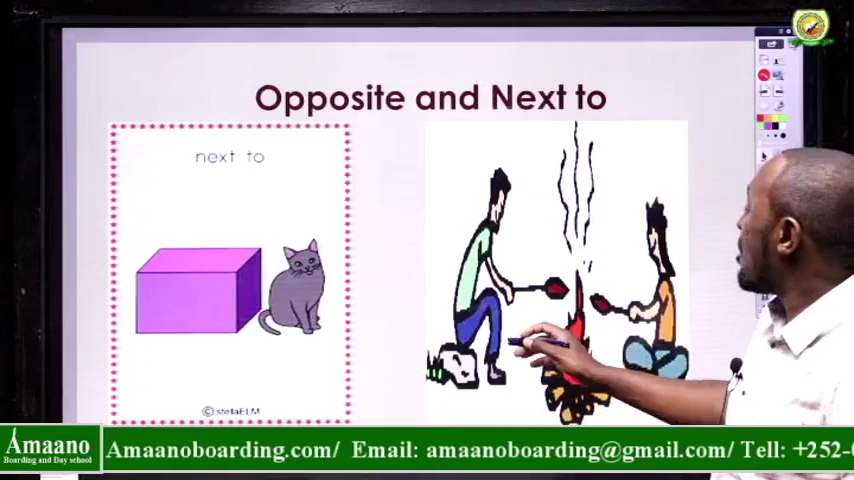 Opposite and Next to
next to
© stellaELM
Amaano
Boarding and Day school
Amaanoboarding.com/ Email: amaanoboarding@gmail.com/ Tell: +252-